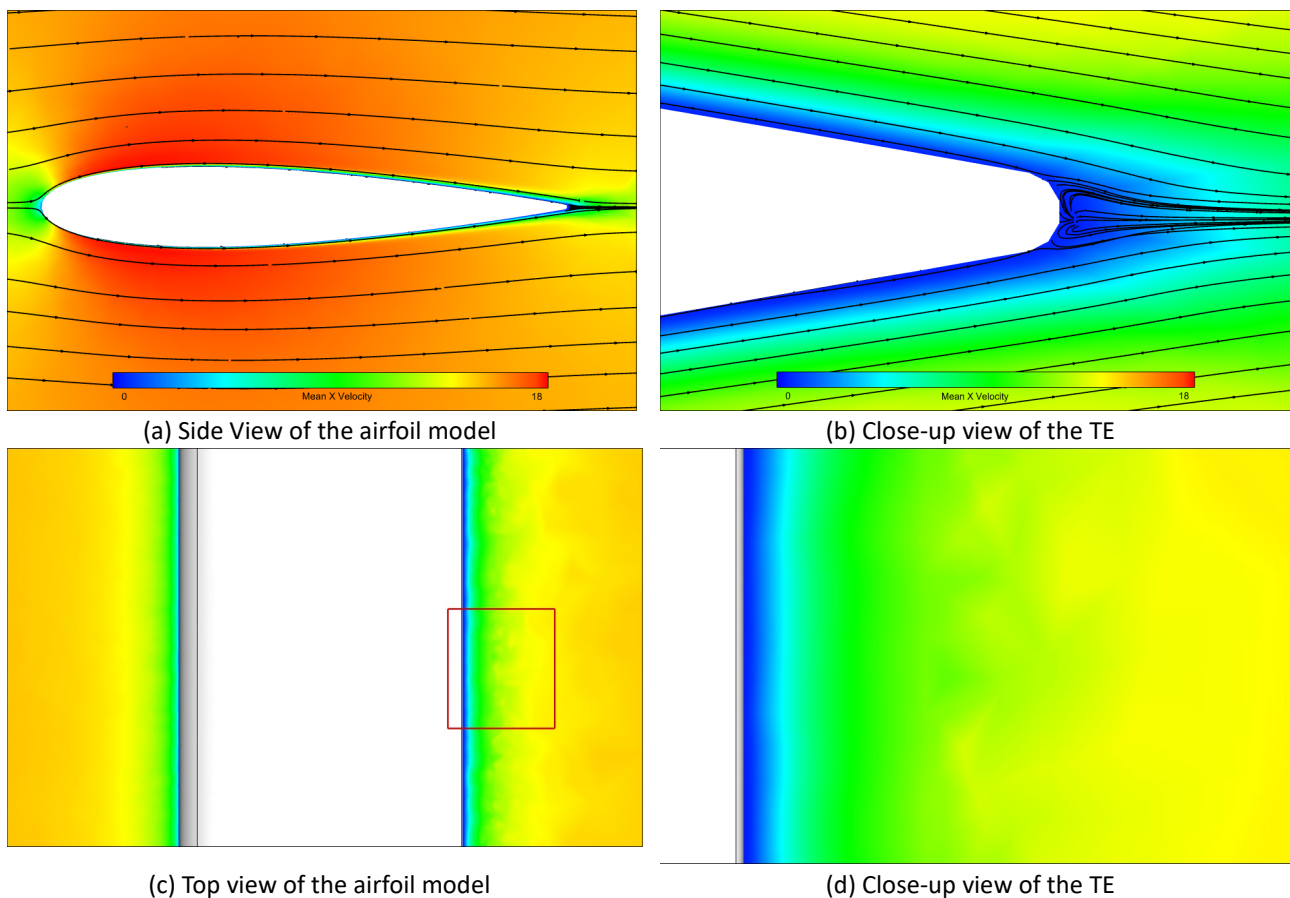 0 Mean X Velocity 18
0 Mean X Velocity 18
(a) Side View of the airfoil model
(b) Close-up view of the TE
(c) Top view of the airfoil model
(d) Close-up view of the TE